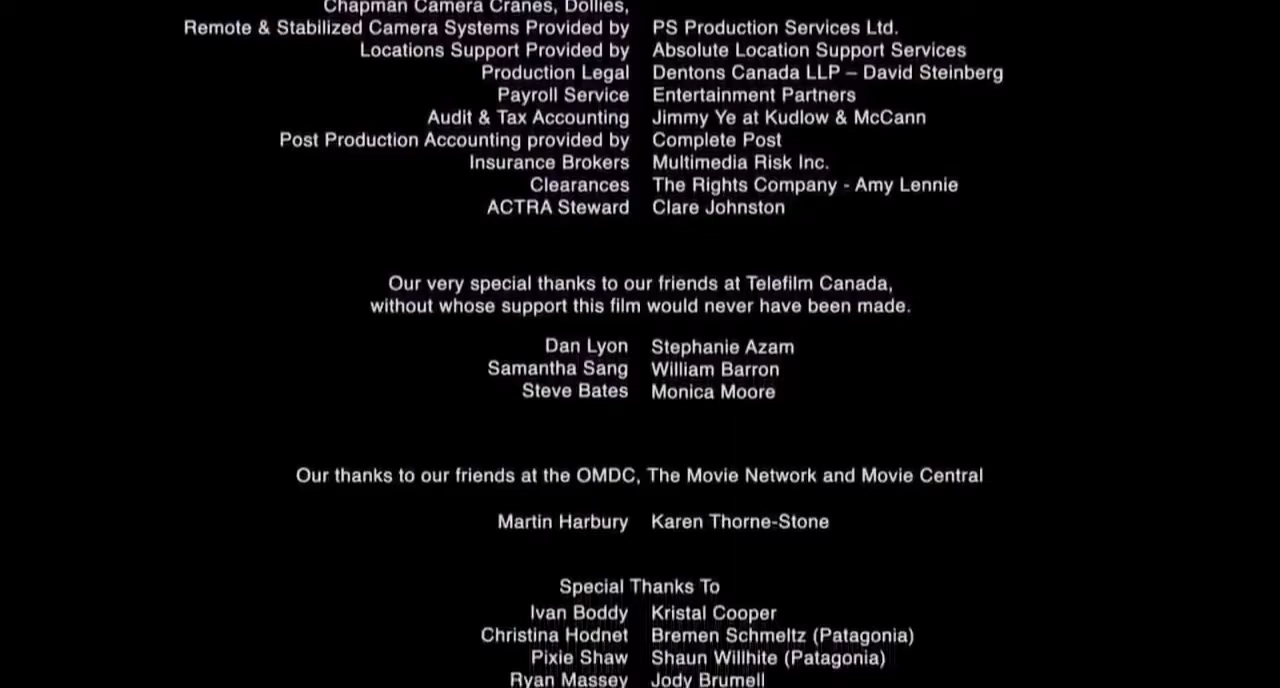 Chapman Camera Cranes, Dollies,
Remote & Stabilized Camera Systems Provided by PS Production Services Ltd.
Locations Support Provided by Absolute Location Support Services
Production Legal Dentons Canada LLP – David Steinberg
Payroll Service Entertainment Partners
Audit & Tax Accounting Jimmy Ye at Kudlow & McCann
Post Production Accounting provided by Complete Post
Insurance Brokers Multimedia Risk Inc.
Clearances The Rights Company - Amy Lennie
ACTRA Steward Clare Johnston
Our very special thanks to our friends at Telefilm Canada,
without whose support this film would never have been made.
Dan Lyon Stephanie Azam
Samantha Sang William Barron
Steve Bates Monica Moore
Our thanks to our friends at the OMDC, The Movie Network and Movie Central
Martin Harbury Karen Thorne-Stone
Special Thanks To
Ivan Boddy Kristal Cooper
Christina Hodnet Bremen Schmeltz (Patagonia)
Pixie Shaw Shaun Willhite (Patagonia)
Ryan Massey Jody Brumell